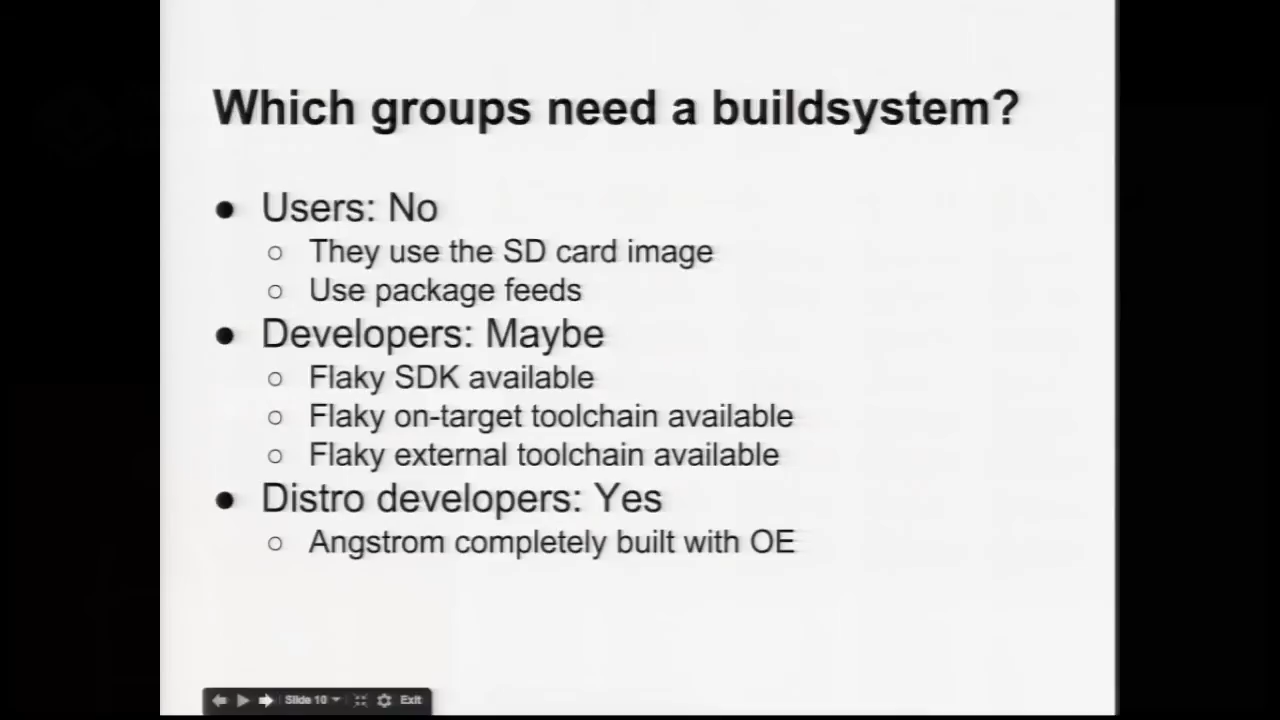 Which groups need a buildsystem?
● Users: No
○ They use the SD card image
○ Use package feeds
● Developers: Maybe
○ Flaky SDK available
○ Flaky on-target toolchain available
○ Flaky external toolchain available
● Distro developers: Yes
○ Angstrom completely built with OE
Slide 10 Exit